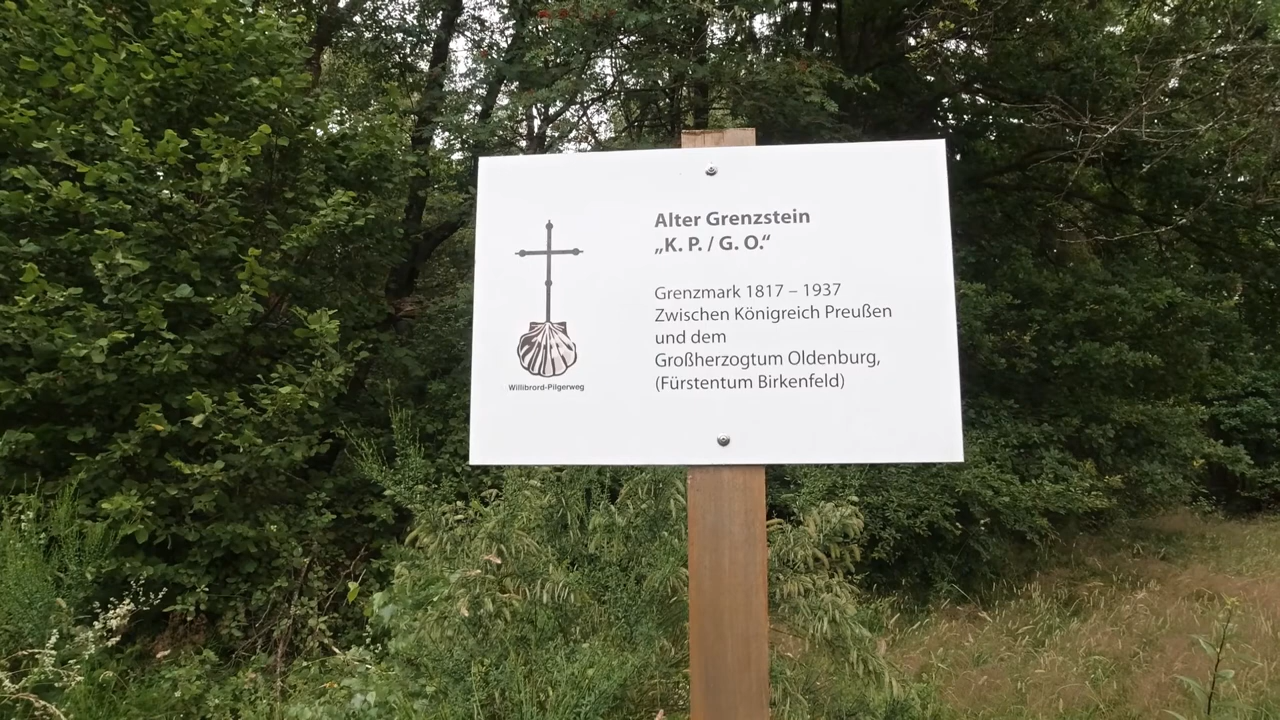 Alter Grenzstein
„K. P. / G. O.“
Grenzmark 1817 – 1937
Zwischen Königreich Preußen
und dem
Großherzogtum Oldenburg,
(Fürstentum Birkenfeld)
Willibrord-Pilgerweg